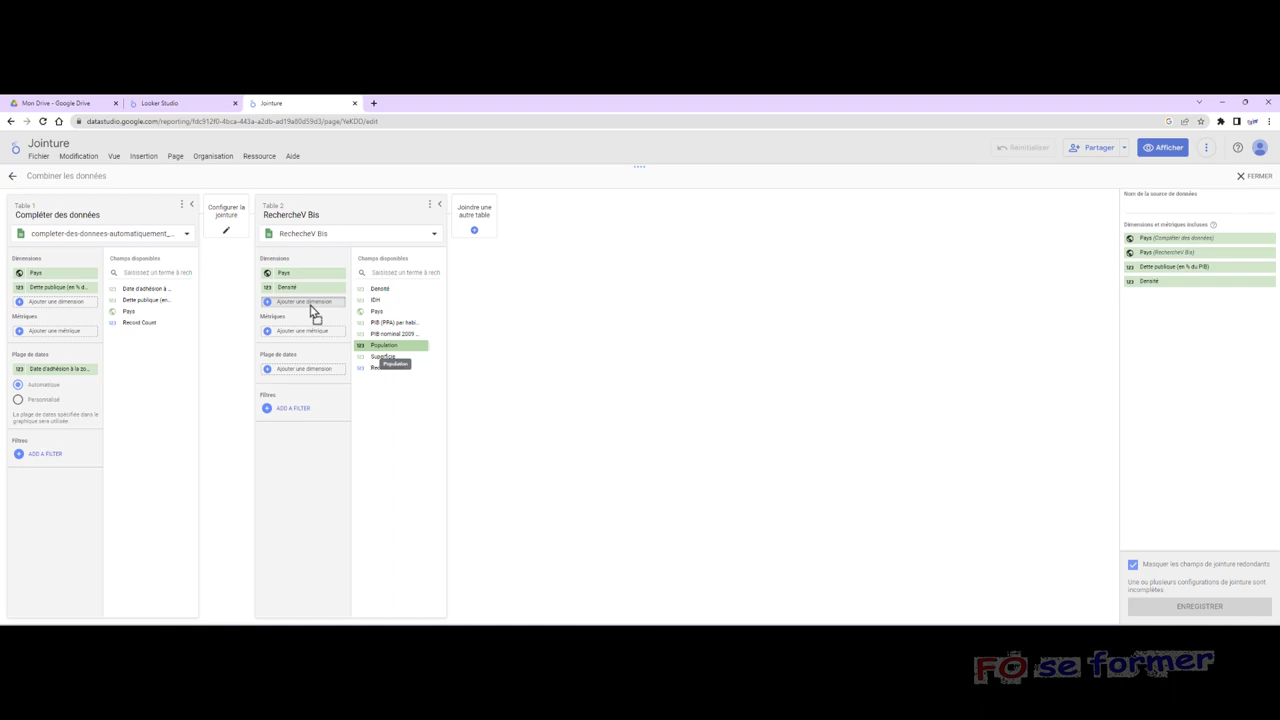 Mon Drive - Google Drive
Looker Studio
Jointure
datastudio.google.com/reporting/fdc912f0-4bca-443a-a2db-ad19a80d59d3/page/YeKDD/edit
Jointure
Fichier Modification Vue Insertion Page Organisation Ressource Aide
Réinitialiser
Partager
Afficher
Combiner les données
FERMER
Table 1
Compléter des données
completer-des-donnees-automatiquement_...
Dimensions
Pays
Dette publique (en % d...
Ajouter une dimension
Métriques
Ajouter une métrique
Plage de dates
Date d'adhésion à la zo...
Automatique
Personnalisé
La plage de dates spécifiée dans le
graphique sera utilisée.
Filtres
ADD A FILTER
Champs disponibles
Saisissez un terme à rech
Date d'adhésion à ...
Dette publique (en...
Pays
Record Count
Configurer la
jointure
Table 2
RechercheV Bis
RechecheV Bis
Dimensions
Pays
Densité
Ajouter une dimension
Métriques
Ajouter une métrique
Plage de dates
Ajouter une dimension
Filtres
ADD A FILTER
Champs disponibles
Saisissez un terme à rech
Densité
IDH
Pays
PIB (PPA) par habi...
PIB nominal 2009 ...
Population
Superficie
Population
Joindre une
autre table
Nom de la source de données
Dimensions et métriques incluses
Pays (Compléter des données)
Pays (RechercheV Bis)
Dette publique (en % du PIB)
Densité
Masquer les champs de jointure redondants
Une ou plusieurs configurations de jointure sont
incomplètes.
ENREGISTRER
FO se former